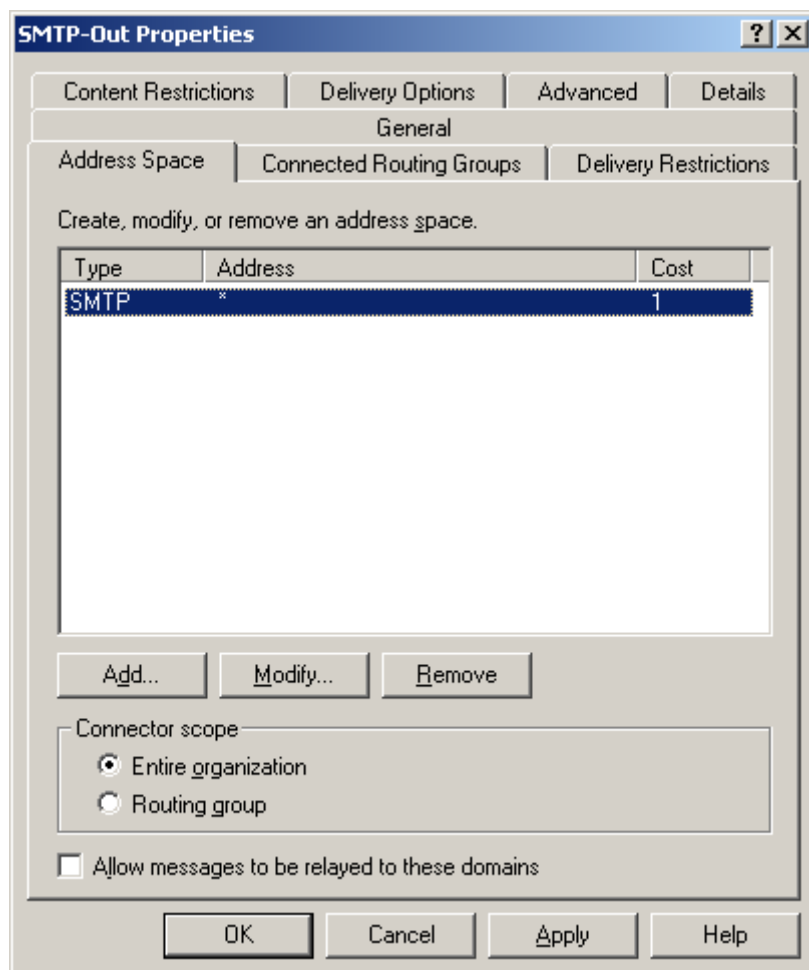 SMTP-Out Properties
Content Restrictions Delivery Options Advanced Details
General
Address Space Connected Routing Groups Delivery Restrictions
Create, modify, or remove an address space.
Type Address Cost
SMTP * 1
Add... Modify... Remove
Connector scope
Entire organization
Routing group
Allow messages to be relayed to these domains
OK Cancel Apply Help